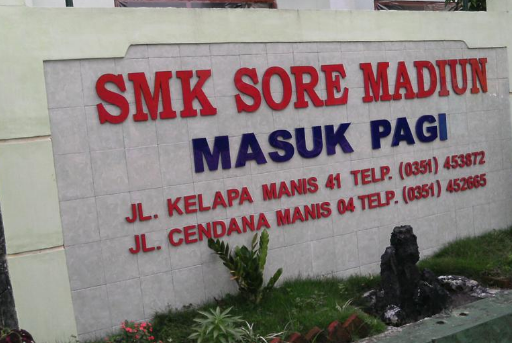 SMK SORE MADIUN
MASUK PAGI
JL. KELAPA MANIS 41 TELP. (0351) 453872
JL. CENDANA MANIS 04 TELP. (0351) 452665